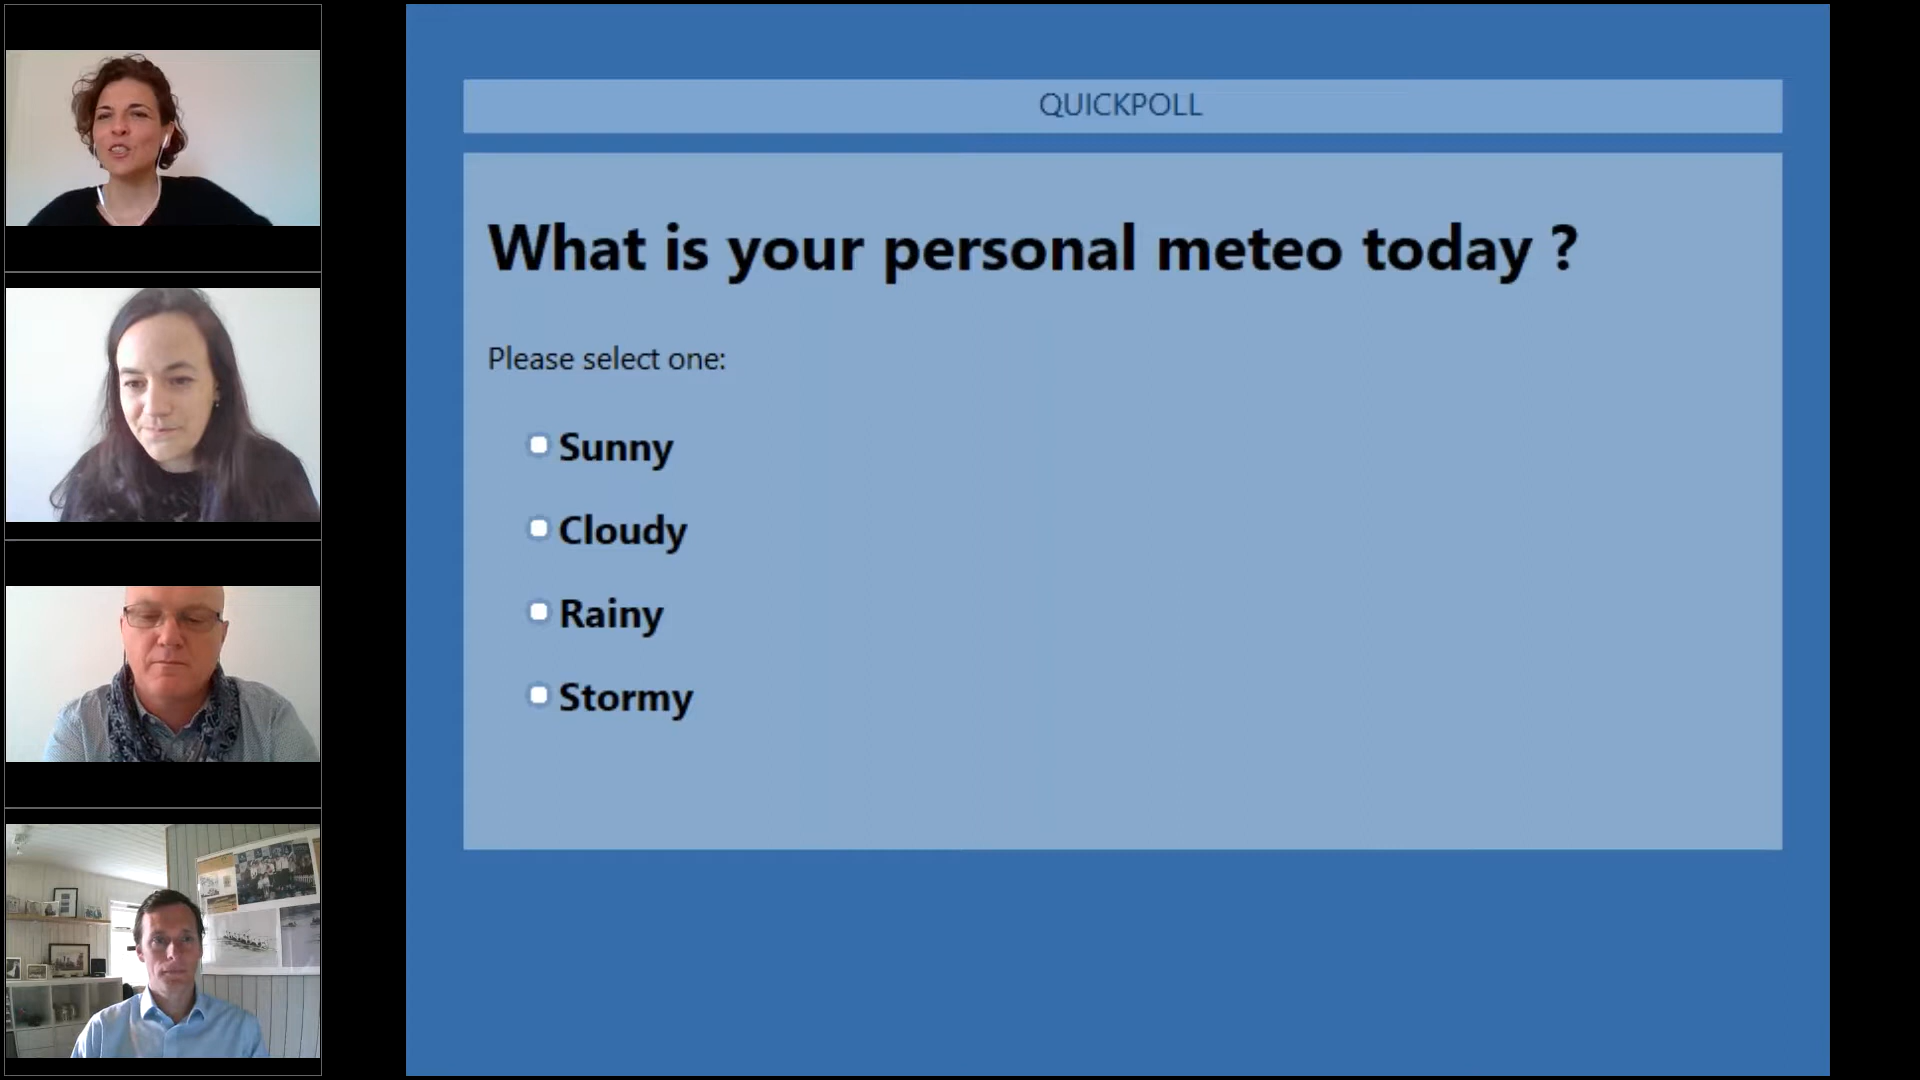 QUICKPOLL
What is your personal meteo today ?
Please select one:
Sunny
Cloudy
Rainy
Stormy